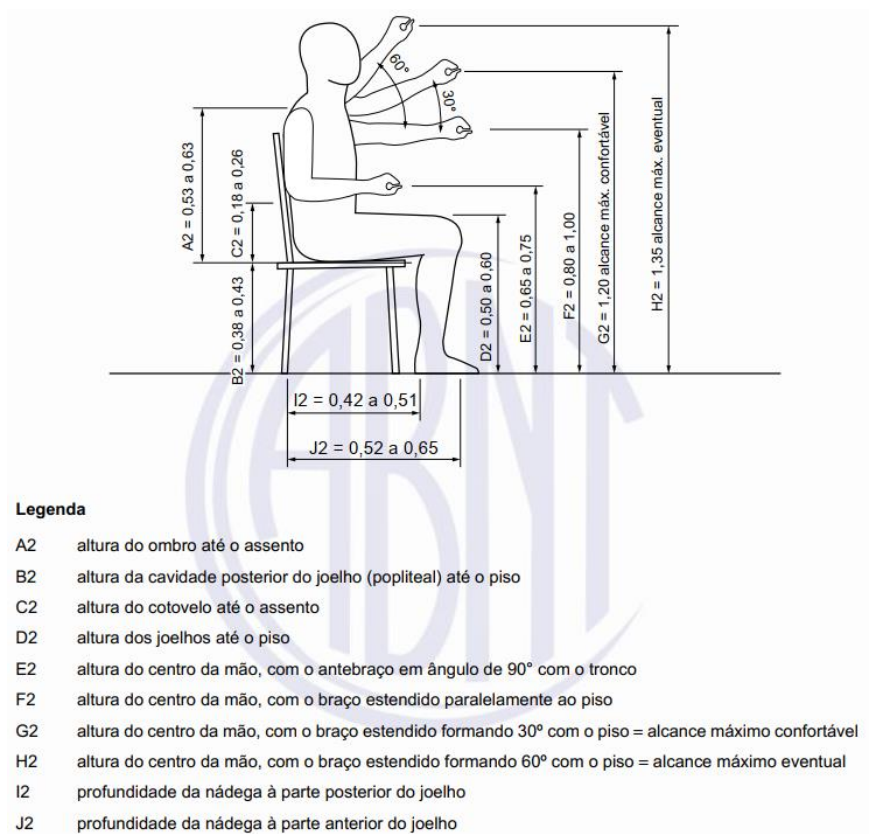 60°
30°
A2 = 0,53 a 0,63
C2 = 0,18 a 0,26
B2 = 0,38 a 0,43
D2 = 0,50 a 0,60
E2 = 0,65 a 0,75
F2 = 0,80 a 1,00
G2 = 1,20 alcance máx. confortável
H2 = 1,35 alcance máx. eventual
I2 = 0,42 a 0,51
J2 = 0,52 a 0,65
ABNT
Legenda
A2 altura do ombro até o assento
B2 altura da cavidade posterior do joelho (popliteal) até o piso
C2 altura do cotovelo até o assento
D2 altura dos joelhos até o piso
E2 altura do centro da mão, com o antebraço em ângulo de 90° com o tronco
F2 altura do centro da mão, com o braço estendido paralelamente ao piso
G2 altura do centro da mão, com o braço estendido formando 30º com o piso = alcance máximo confortável
H2 altura do centro da mão, com o braço estendido formando 60º com o piso = alcance máximo eventual
I2 profundidade da nádega à parte posterior do joelho
J2 profundidade da nádega à parte anterior do joelho